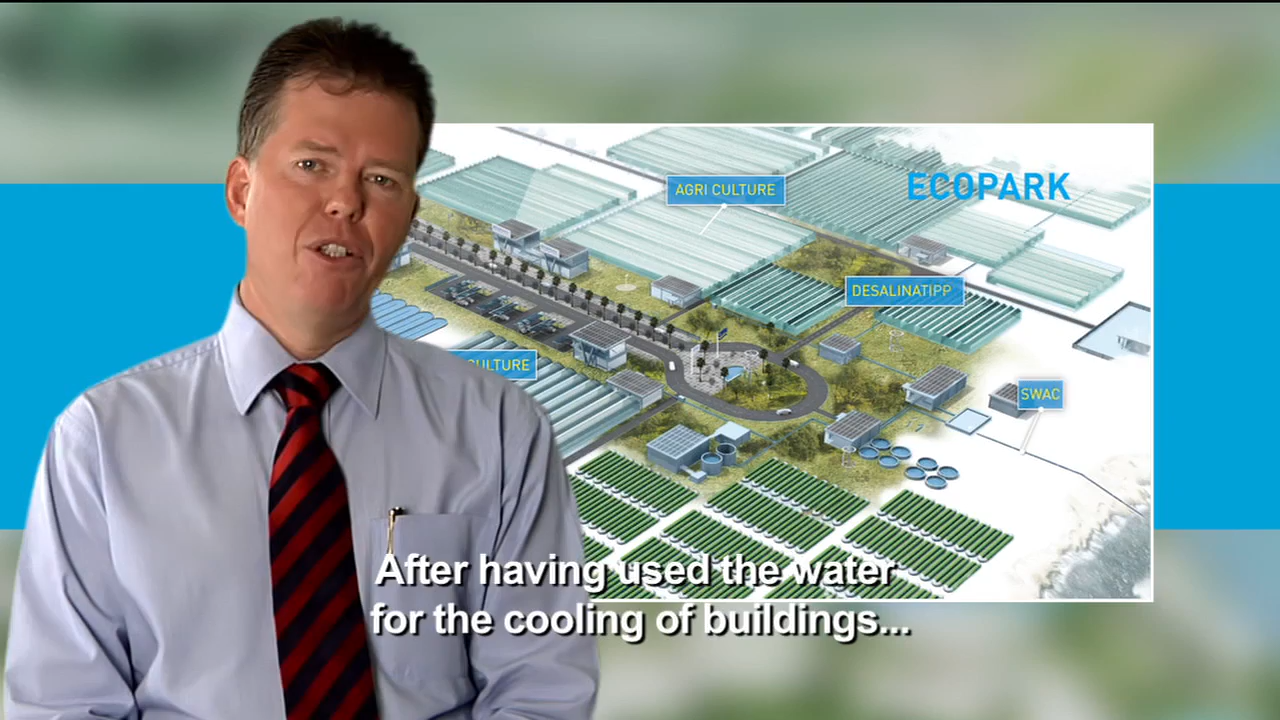 ECOPARK
AGRI CULTURE
DESALINATIPP
CULTURE
SWAC
After having used the water
for the cooling of buildings...